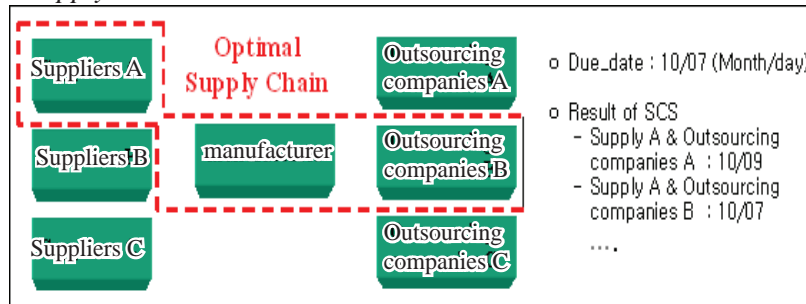 Suppliers A
Optimal
Supply Chain
Outsourcing
companies A
Suppliers B
manufacturer
Outsourcing
companies B
Suppliers C
Outsourcing
companies C
o Due_date : 10/07 (Month/day)
o Result of SCS
– Supply A & Outsourcing
companies A : 10/09
– Supply A & Outsourcing
companies B : 10/07
....